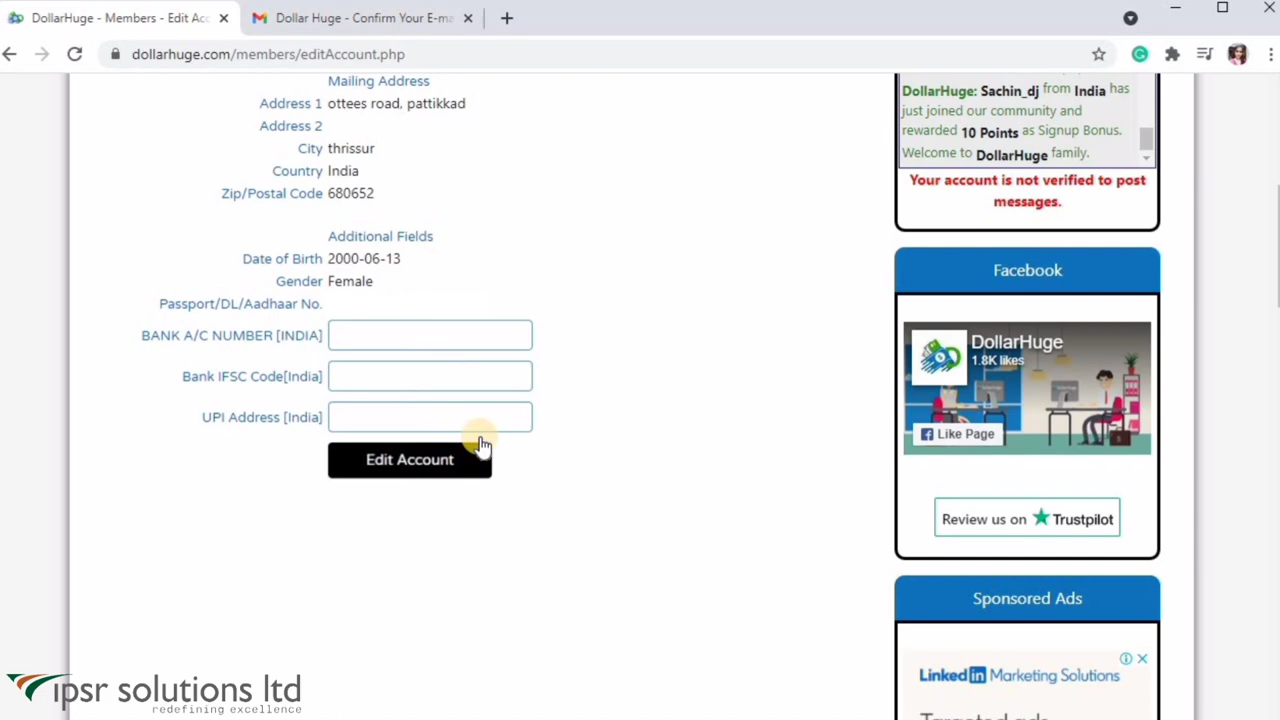 DollarHuge - Members - Edit Acc
Dollar Huge - Confirm Your E-ma
dollarhuge.com/members/editAccount.php
Mailing Address
Address 1 ottees road, pattikkad
Address 2
City thrissur
Country India
Zip/Postal Code 680652
Additional Fields
Date of Birth 2000-06-13
Gender Female
Passport/DL/Aadhaar No.
BANK A/C NUMBER [INDIA]
Bank IFSC Code[India]
UPI Address [India]
Edit Account
DollarHuge: Sachin_dj from India has
just joined our community and
rewarded 10 Points as Signup Bonus.
Welcome to DollarHuge family.
Your account is not verified to post
messages.
Facebook
DollarHuge
1.8K likes
Like Page
Review us on Trustpilot
Sponsored Ads
LinkedIn Marketing Solutions
Targeted ads
ipsr solutions ltd
redefining excellence